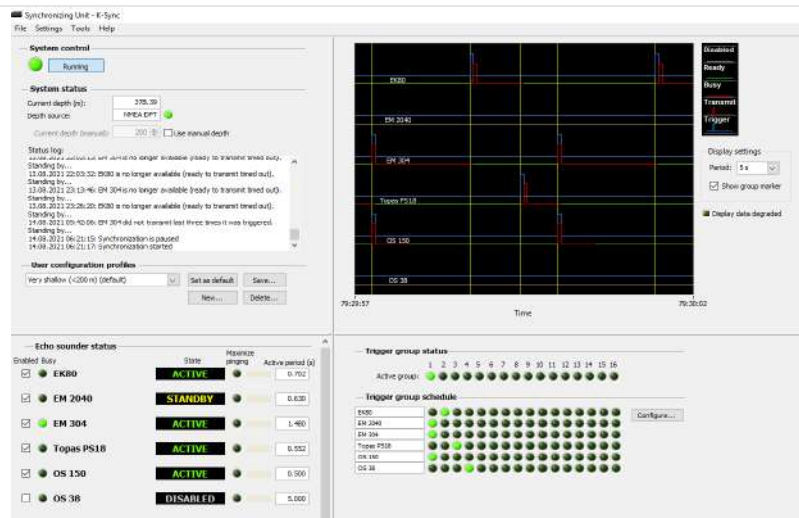 Synchronizing Unit - K-Sync
File Settings Tools Help
System control
Running
System status
Current depth (m): 378.39
Depth source: NMEA DPT
Current depth (manual): 200 Use manual depth
Status log:
Standing by...
13.08.2021 22:03:32: EK80 is no longer available (ready to transmit timed out).
Standing by...
13.08.2021 23:13:46: EM 304 is no longer available (ready to transmit timed out).
Standing by...
13.08.2021 23:26:20: EK80 is no longer available (ready to transmit timed out).
Standing by...
14.08.2021 05:42:06: EM 304 did not transmit last three times it was triggered.
Standing by...
14.08.2021 06:21:15: Synchronization is paused
14.08.2021 06:21:17: Synchronization started
User configuration profiles
Very shallow (<200 m) (default) Set as default Save...
New... Delete...
EK80
EM 2040
EM 304
Topas PS18
OS 150
OS 38
79:29:57 79:30:02
Time
Disabled
Ready
Busy
Transmit
Trigger
Display settings
Period: 5 s
Show group marker
Display data degraded
Echo sounder status
Enabled Busy State Maximize pinging Active period (s)
EK80 ACTIVE 0.702
EM 2040 STANDBY 0.630
EM 304 ACTIVE 1.480
Topas PS18 ACTIVE 0.552
OS 150 ACTIVE 0.500
OS 38 DISABLED 5.000
Trigger group status
1 2 3 4 5 6 7 8 9 10 11 12 13 14 15 16
Active group:
Trigger group schedule
EK80 Configure...
EM 2040
EM 304
Topas PS18
OS 150
OS 38